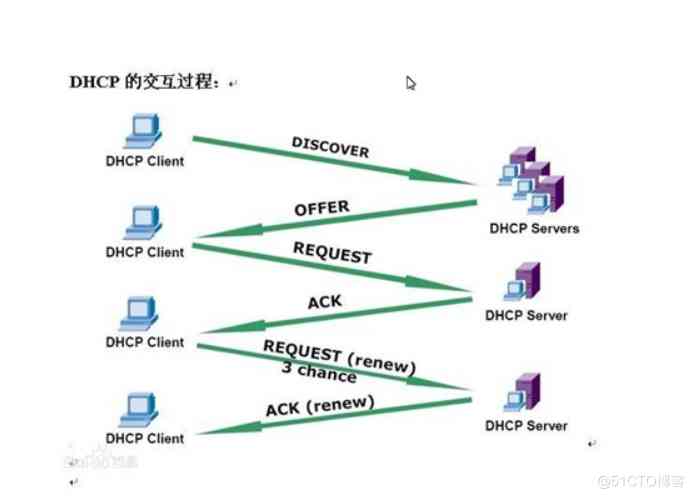 DHCP 的交互过程：
DISCOVER
DHCP Client
DHCP Servers
OFFER
DHCP Client
REQUEST
DHCP Server
ACK
DHCP Client
REQUEST (renew)
3 chance
DHCP Server
ACK (renew)
DHCP Client
@51CTO博客